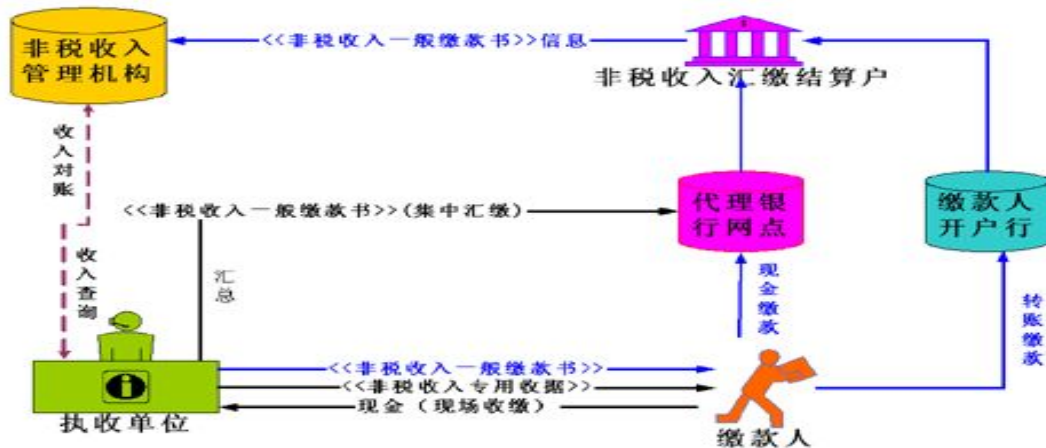 非税收入
管理机构
<<非税收入一般缴款书>>信息
非税收入汇缴结算户
收入对账
<<非税收入一般缴款书>>(集中汇缴)
代理银
行网点
缴款人
开户行
收入查询
汇总
现金缴款
转账缴款
<<非税收入一般缴款书>>
<<非税收入专用收据>>
现金（现场收缴）
执收单位
缴款人